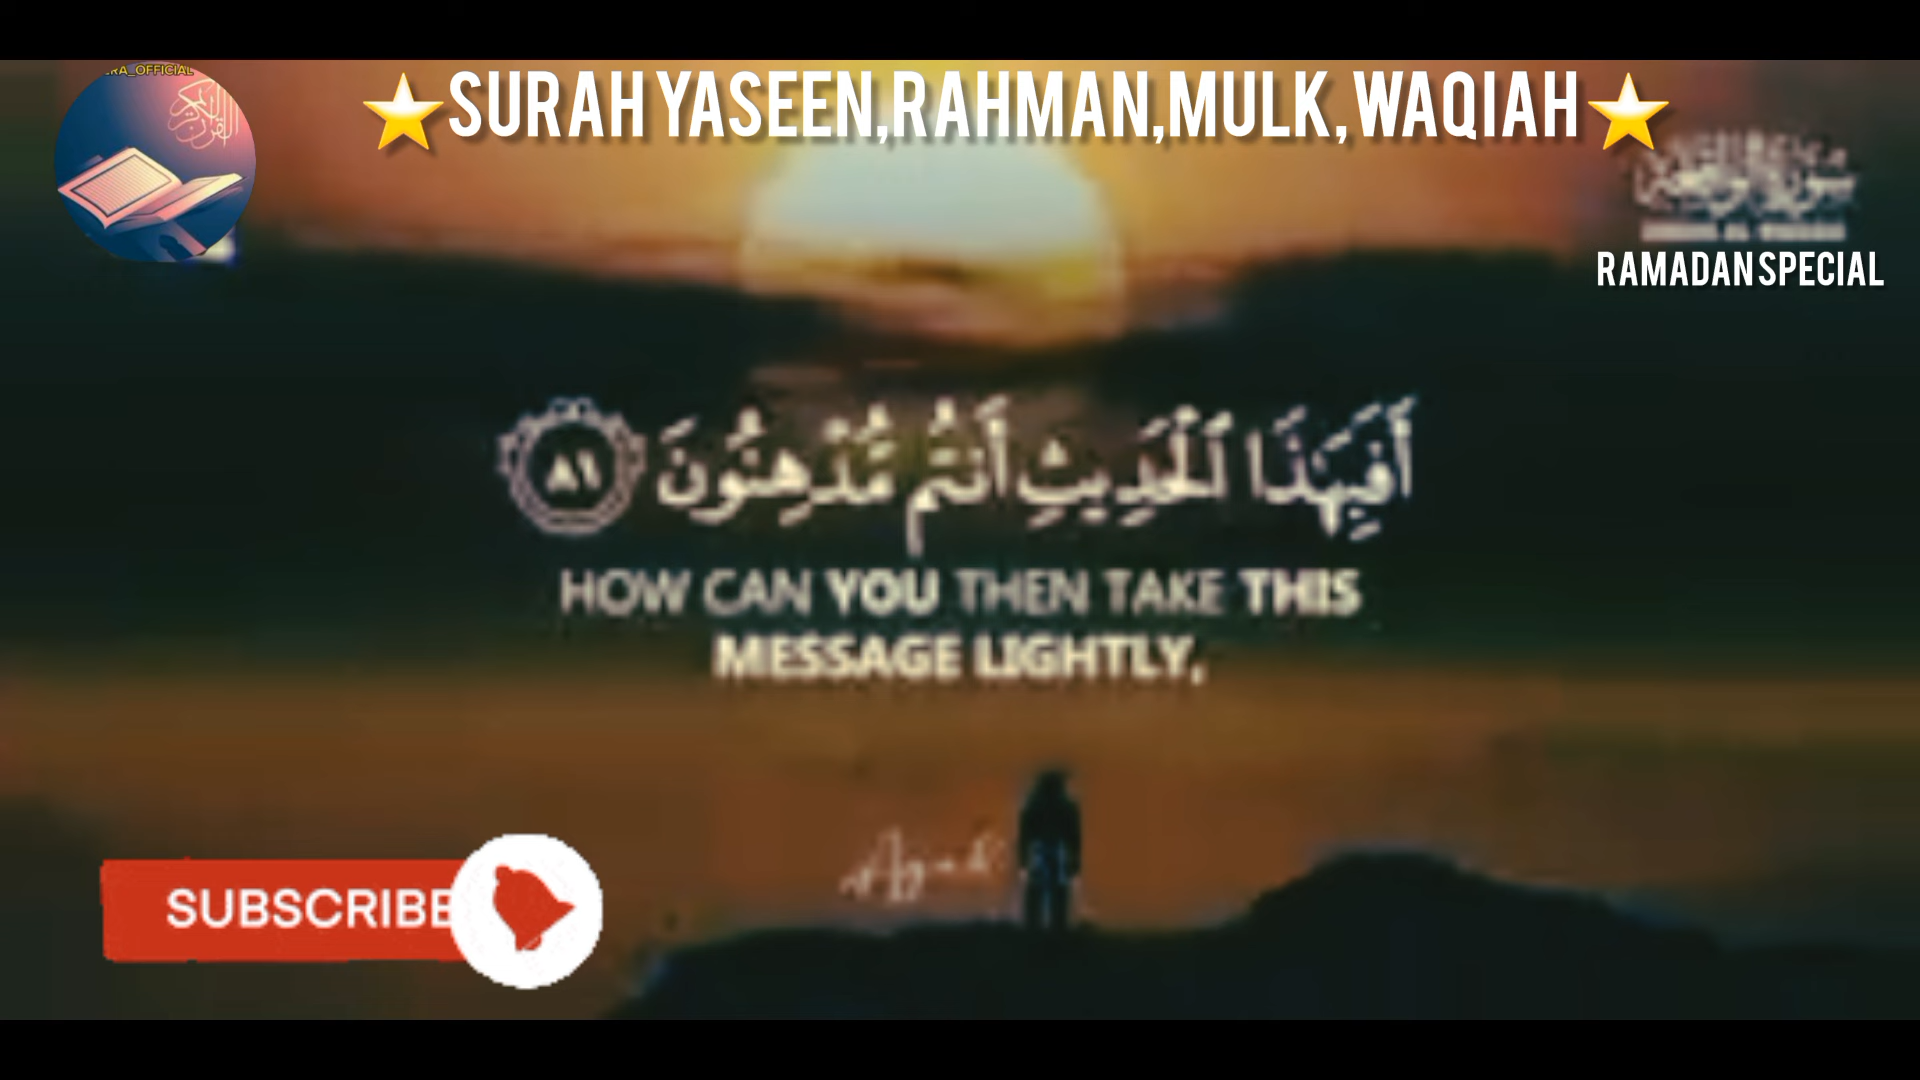 RA_OFFICIAL
⭐SURAH YASEEN,RAHMAN,MULK,WAQIAH⭐
RAMADAN SPECIAL
أَفَبِهَٰذَا ٱلْحَدِيثِ أَنتُم مُّدْهِنُونَ ٨١
HOW CAN YOU THEN TAKE THIS
MESSAGE LIGHTLY,
SUBSCRIBE